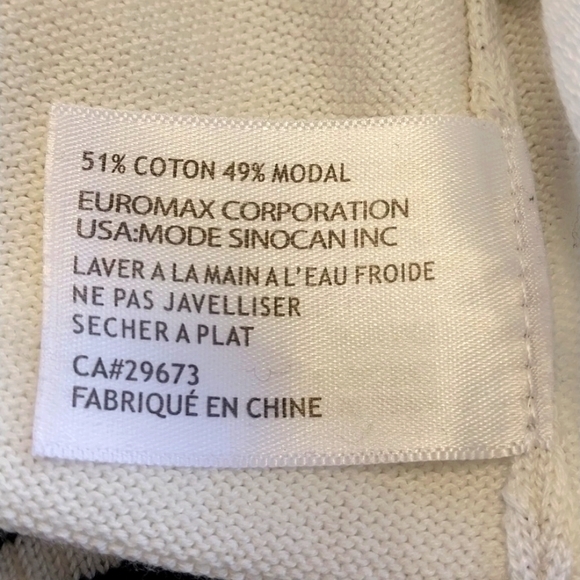 51% COTON 49% MODAL
EUROMAX CORPORATION
USA:MODE SINOCAN INC
LAVER A LA MAIN A L'EAU FROIDE
NE PAS JAVELLISER
SECHER A PLAT
CA#29673
FABRIQUÉ EN CHINE